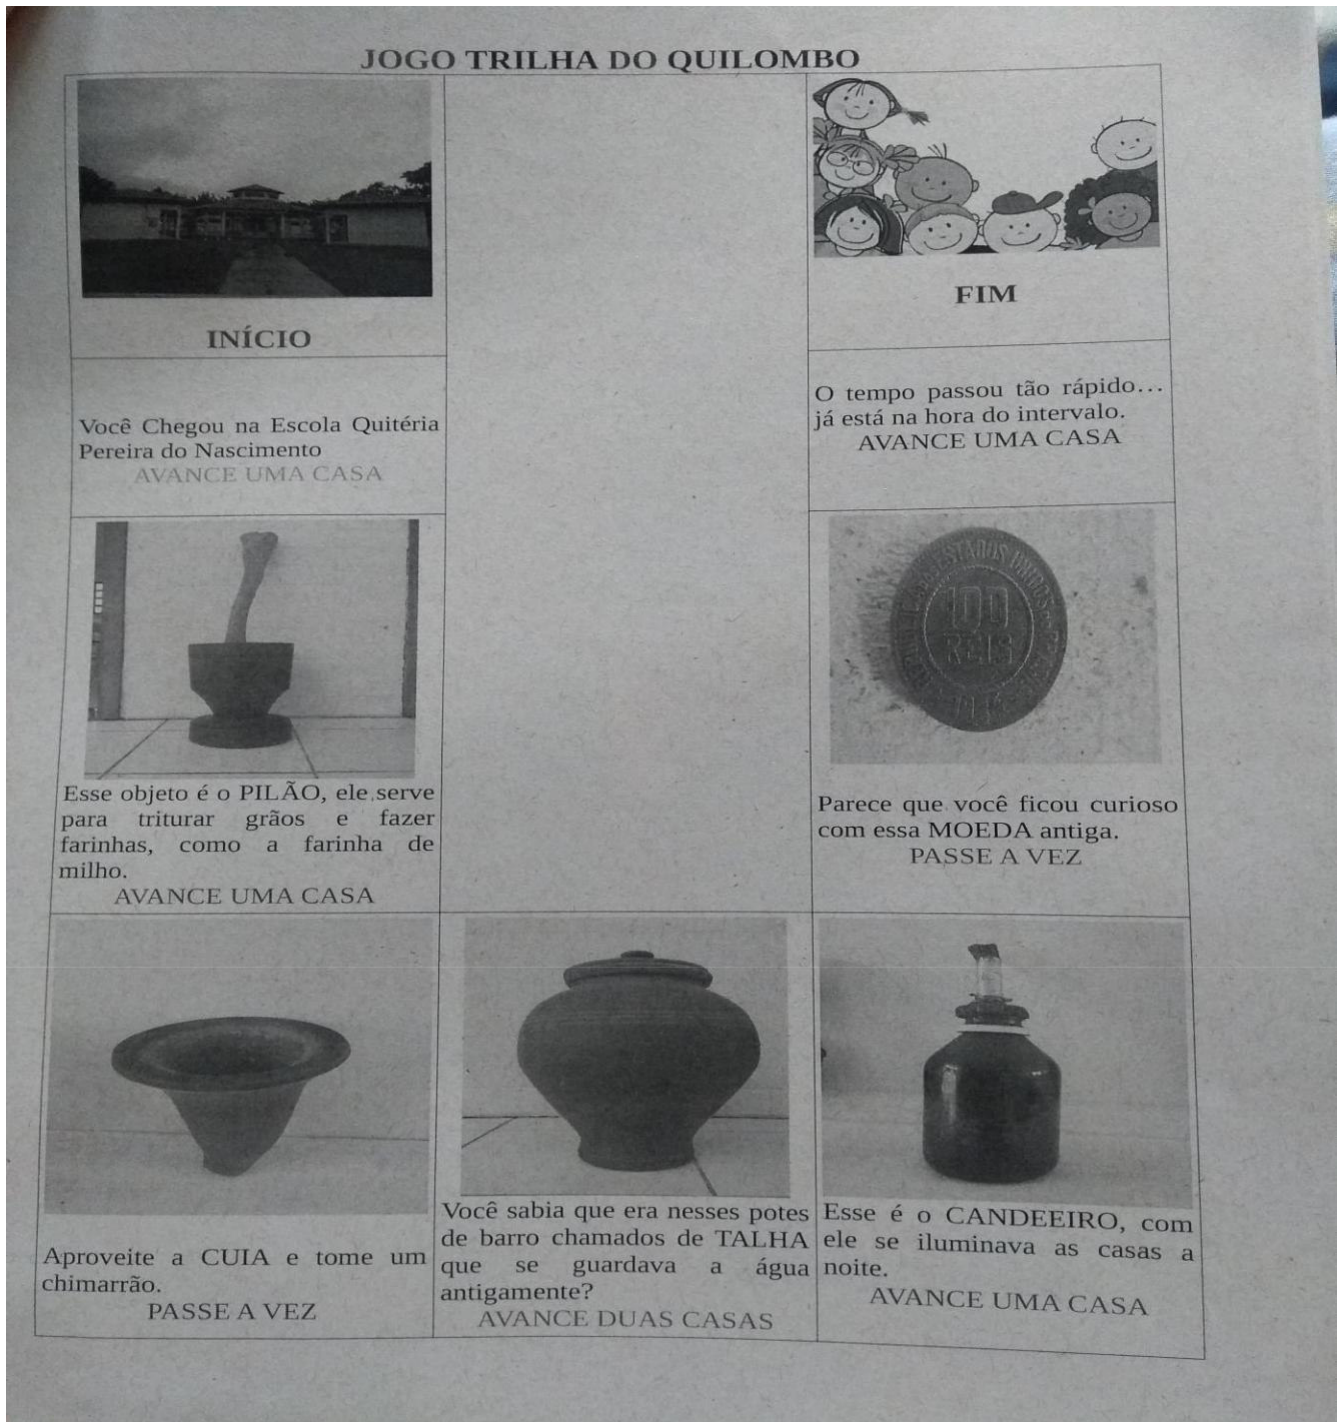 JOGO TRILHA DO QUILOMBO
INÍCIO
Você Chegou na Escola Quitéria
Pereira do Nascimento
AVANCE UMA CASA
Esse objeto é o PILÃO, ele serve
para triturar grãos e fazer
farinhas, como a farinha de
milho.
AVANCE UMA CASA
Aproveite a CUIA e tome um
chimarrão.
PASSE A VEZ
Você sabia que era nesses potes
de barro chamados de TALHA
que se guardava a água
antigamente?
AVANCE DUAS CASAS
Esse é o CANDEEIRO, com
ele se iluminava as casas a
noite.
AVANCE UMA CASA
100
REIS
Parece que você ficou curioso
com essa MOEDA antiga.
PASSE A VEZ
O tempo passou tão rápido…
já está na hora do intervalo.
AVANCE UMA CASA
FIM